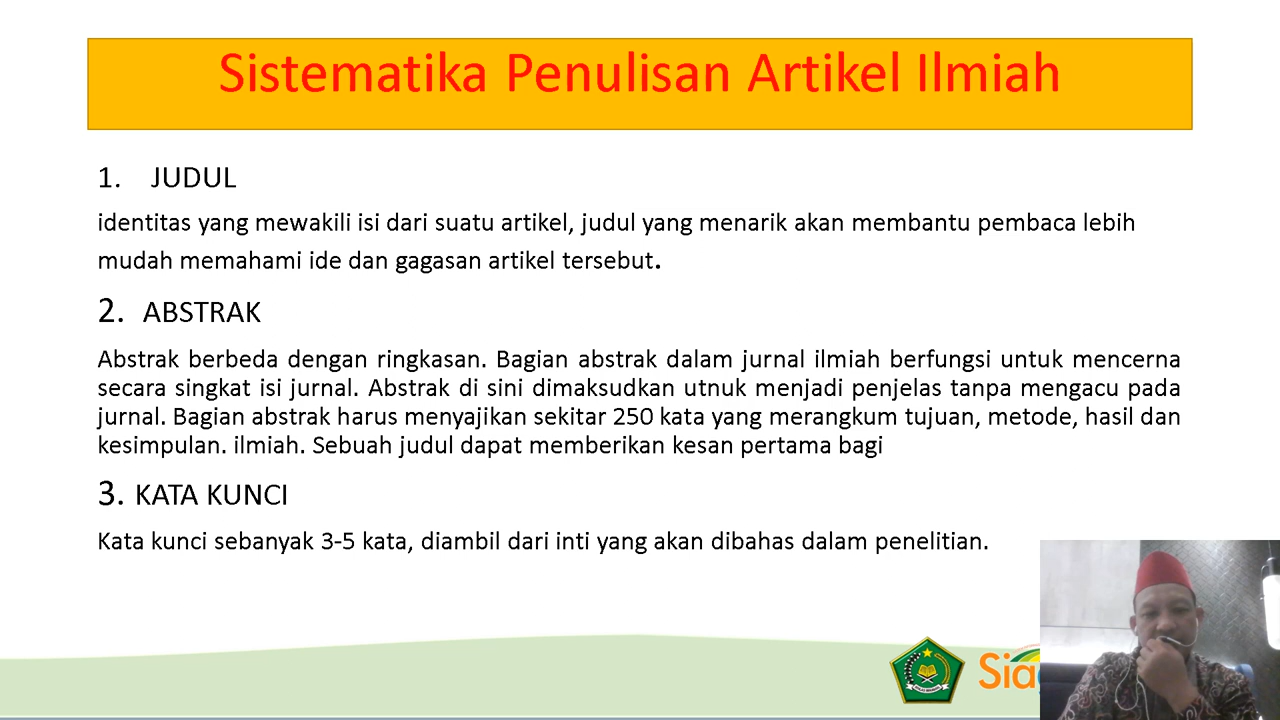 Sistematika Penulisan Artikel Ilmiah
1. JUDUL
identitas yang mewakili isi dari suatu artikel, judul yang menarik akan membantu pembaca lebih
mudah memahami ide dan gagasan artikel tersebut.
2. ABSTRAK
Abstrak berbeda dengan ringkasan. Bagian abstrak dalam jurnal ilmiah berfungsi untuk mencerna
secara singkat isi jurnal. Abstrak di sini dimaksudkan utnuk menjadi penjelas tanpa mengacu pada
jurnal. Bagian abstrak harus menyajikan sekitar 250 kata yang merangkum tujuan, metode, hasil dan
kesimpulan. ilmiah. Sebuah judul dapat memberikan kesan pertama bagi
3. KATA KUNCI
Kata kunci sebanyak 3-5 kata, diambil dari inti yang akan dibahas dalam penelitian.